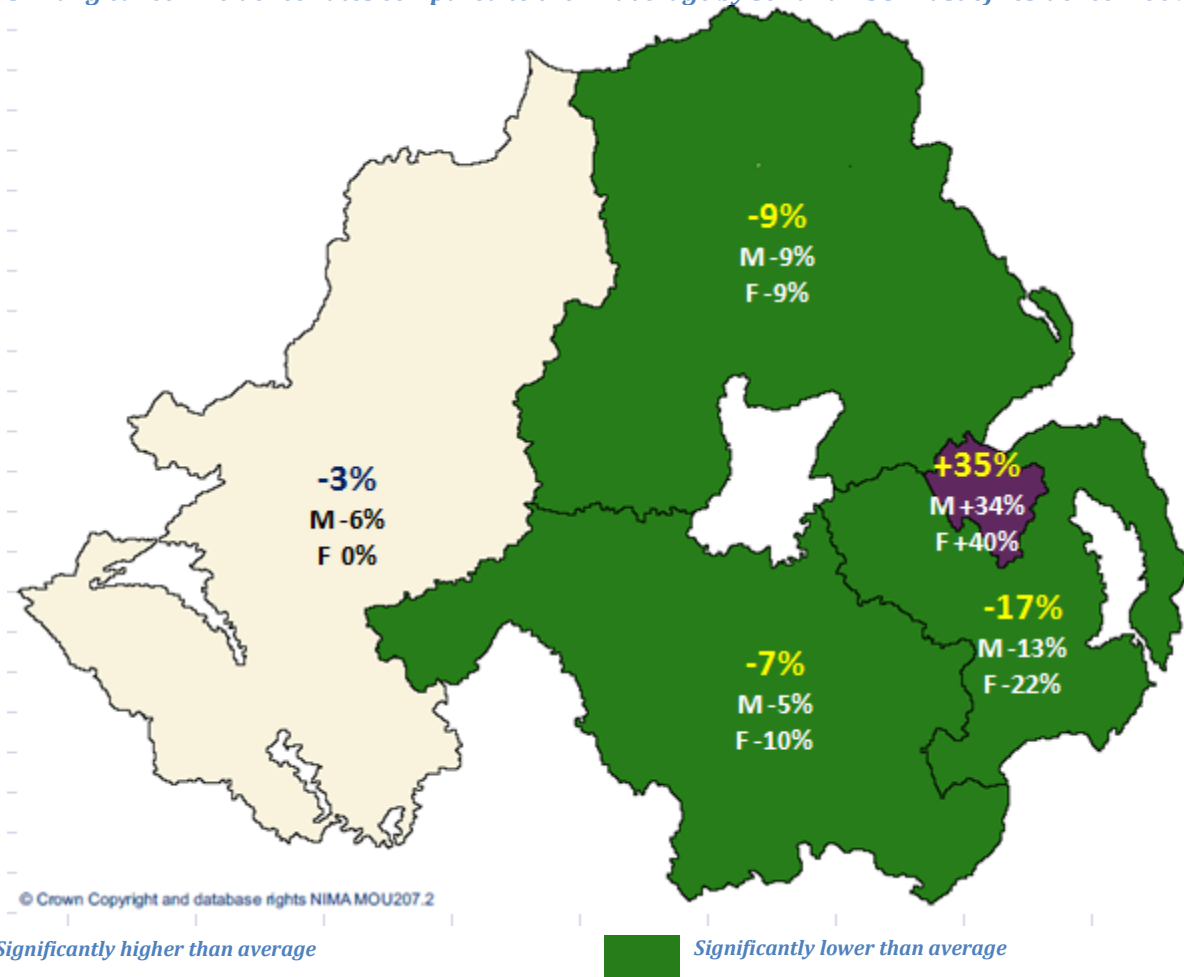 -9%
M -9%
F -9%
+35%
M +34%
F +40%
-3%
M -6%
F 0%
-17%
M -13%
F -22%
-7%
M -5%
F -10%
© Crown Copyright and database rights NIMA MOU207.2
Significantly higher than average
Significantly lower than average